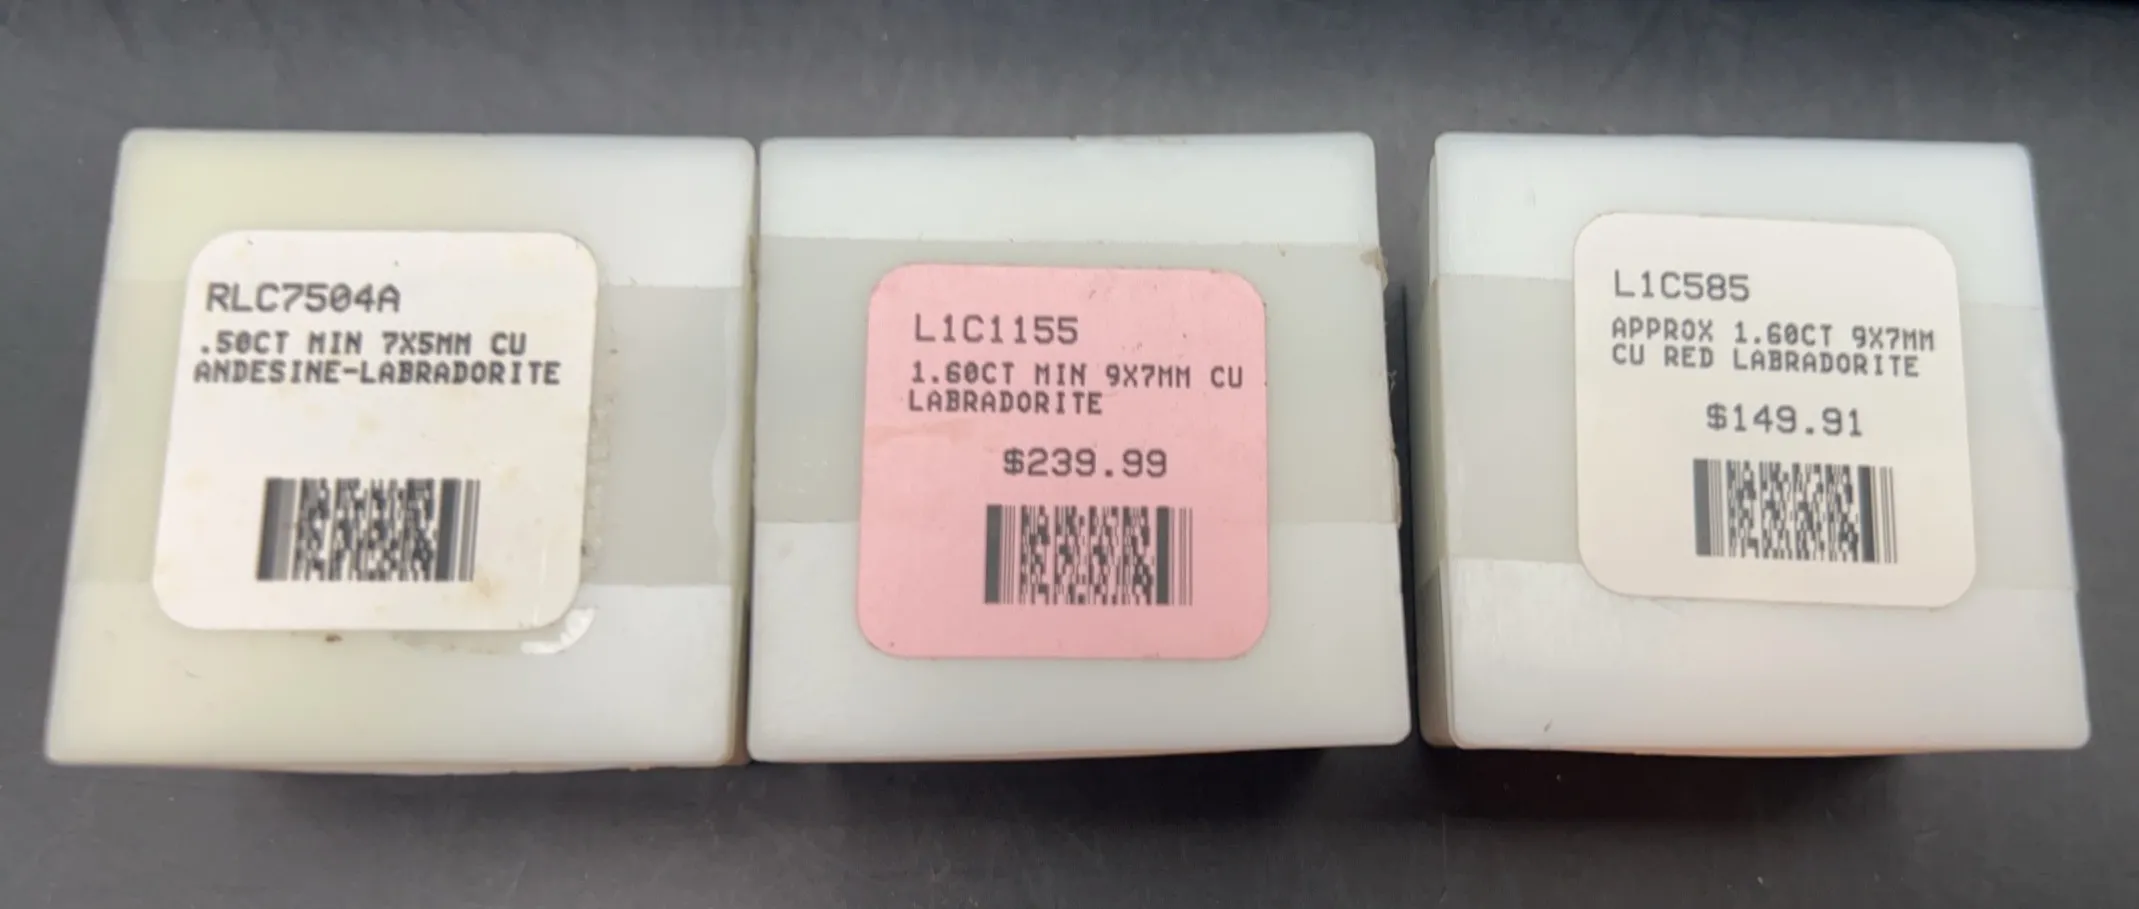 RLC7504A
.50CT MIN 7X5MM CU
ANDESINE-LABRADORITE
L1C1155
1.60CT MIN 9X7MM CU
LABRADORITE
$239.99
L1C585
APPROX 1.60CT 9X7MM
CU RED LABRADORITE
$149.91